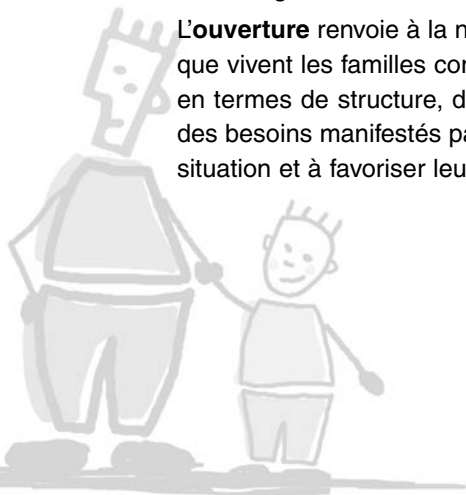 L'ouverture renvoie à la n
que vivent les familles con
en termes de structure, d
des besoins manifestés pa
situation et à favoriser leu